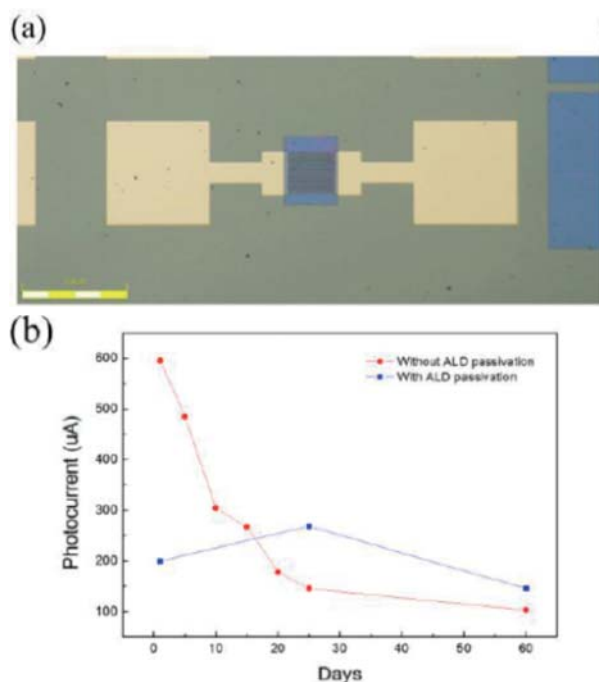 (a)
(b)
Without ALD passivation
With ALD passivation
600
500
400
300
200
100
Photocurrent (uA)
0 10 20 30 40 50 60
Days